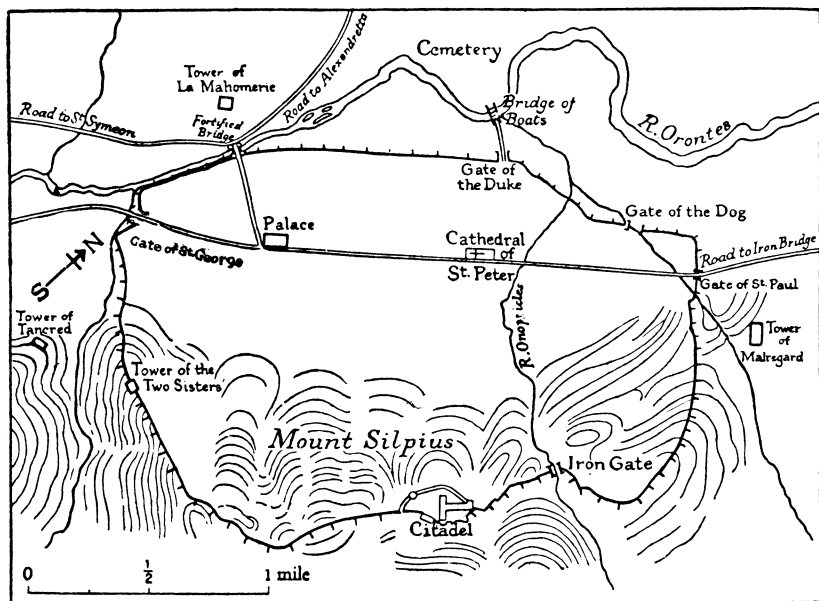 Cemetery
Tower of
La Mahomerie
Road to Alexandretta
Road to St Symeon
Fortified
Bridge
Bridge of
Boats
R. Orontes
Gate of
the Duke
Gate of the Dog
Palace
Cathedral
of
St. Peter
Road to Iron Bridge
Gate of St. George
Gate of St. Paul
S
N
Tower of
Tancred
R. Onopnicles
Tower
of
Malregard
Tower of the
Two Sisters
Mount Silpius
Iron Gate
Citadel
0 1/2 1 mile